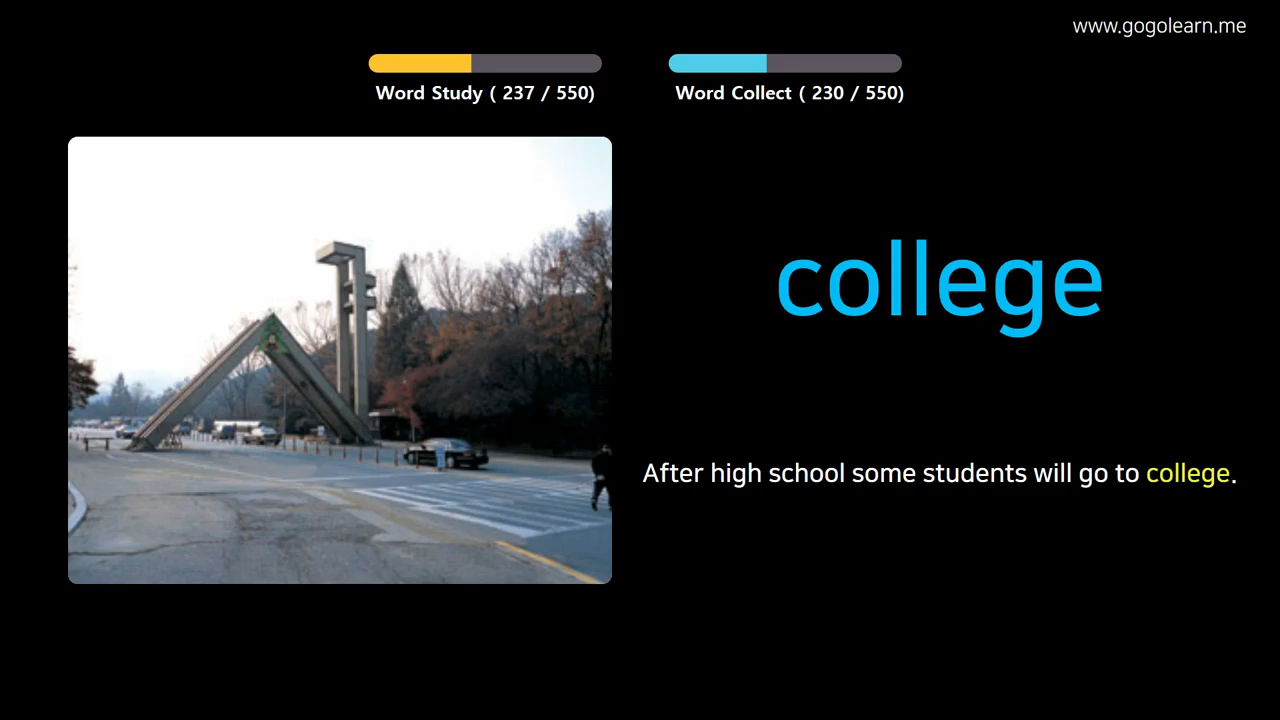 www.gogolearn.me
Word Study ( 237 / 550)
Word Collect ( 230 / 550)
college
After high school some students will go to college.